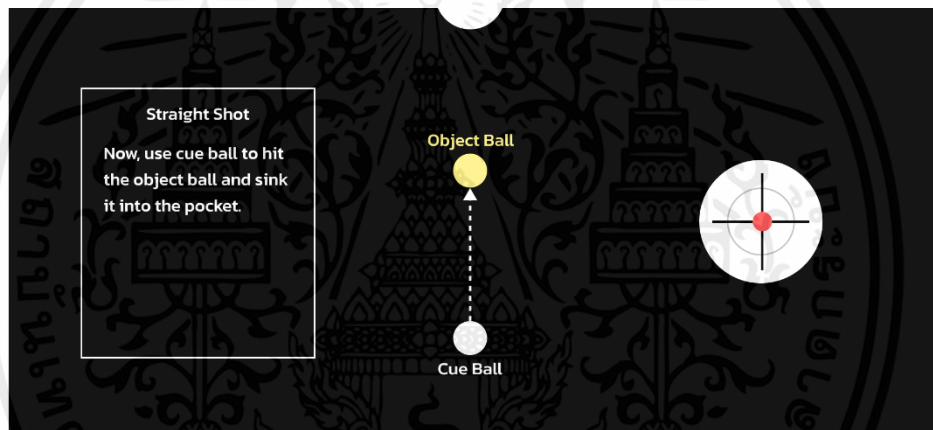 Straight Shot
Now, use cue ball to hit
the object ball and sink
it into the pocket.
Object Ball
Cue Ball